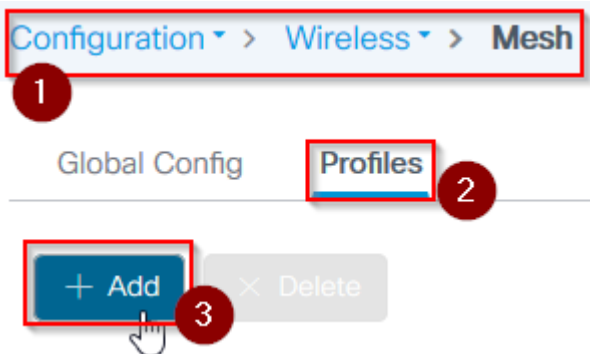 Configuration > Wireless > Mesh
1
Global Config Profiles
2
+ Add × Delete
3